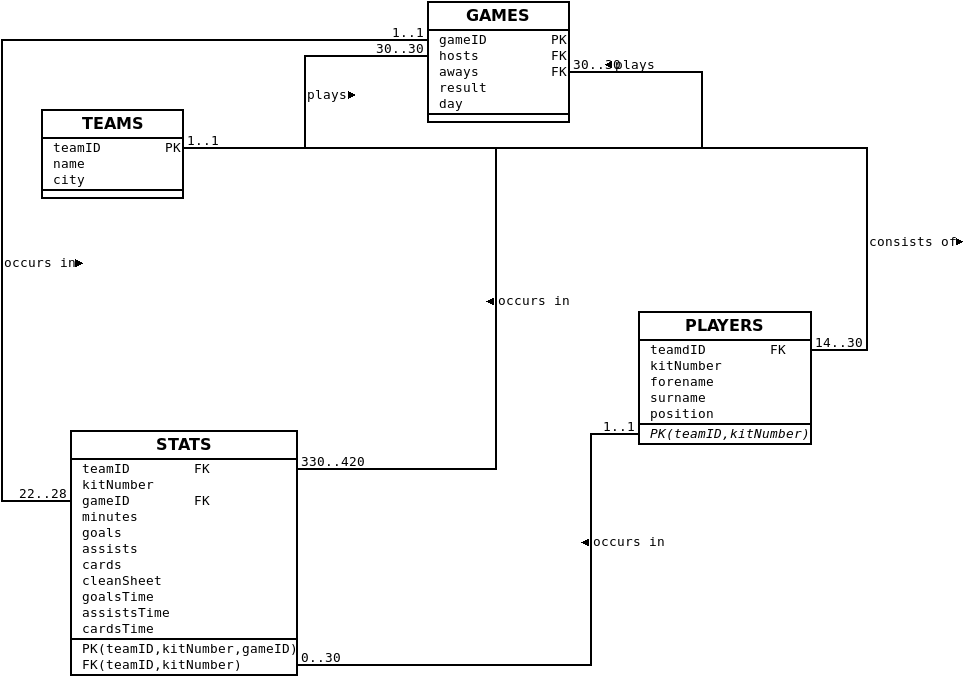 GAMES
1..1
gameID PK
30..30
hosts FK
30..30 plays
aways FK
result
plays
day
TEAMS
1..1
teamID PK
name
city
consists of
occurs in
occurs in
PLAYERS
14..30
teamdID FK
kitNumber
forename
surname
position
1..1
PK(teamID,kitNumber)
STATS
330..420
teamID FK
kitNumber
22..28
gameID FK
minutes
goals
occurs in
assists
cards
cleanSheet
goalsTime
assistsTime
cardsTime
PK(teamID,kitNumber,gameID)
0..30
FK(teamID,kitNumber)